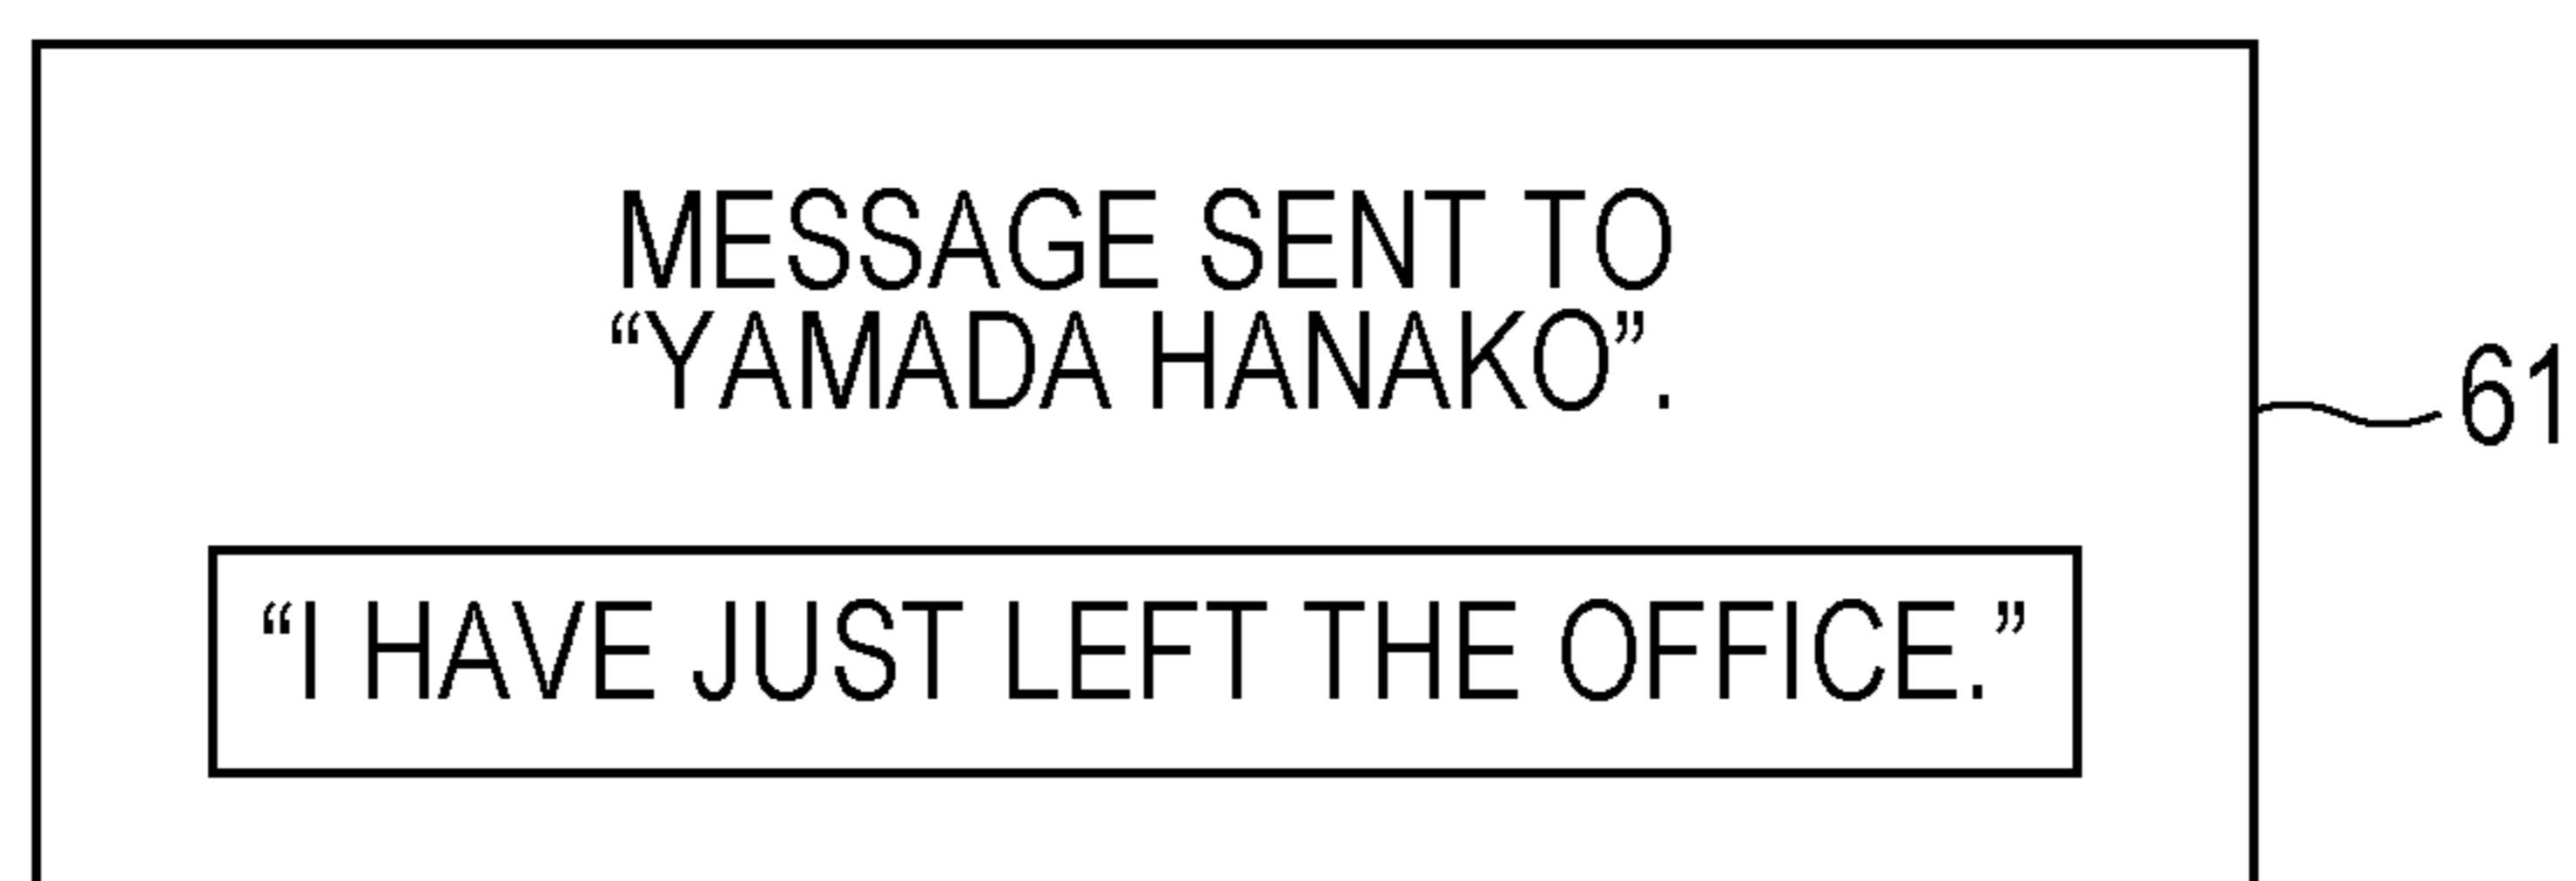 MESSAGE SENT TO
“YAMADA HANAKO”.
61
“I HAVE JUST LEFT THE OFFICE.”